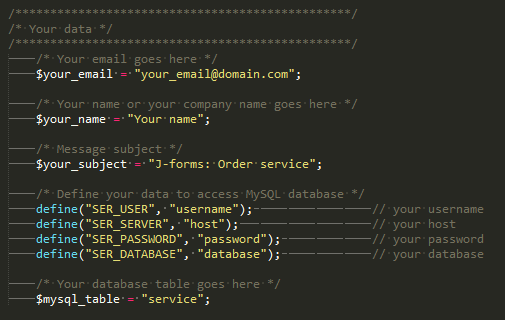 /************************************************/
/* Your data */
/************************************************/
/* Your email goes here */
$your_email = "your_email@domain.com";
/* Your name or your company name goes here */
$your_name = "Your name";
/* Message subject */
$your_subject = "J-forms: Order service";
/* Define your data to access MySQL database */
define("SER_USER", "username"); // your username
define("SER_SERVER", "host"); // your host
define("SER_PASSWORD", "password"); // your password
define("SER_DATABASE", "database"); // your database
/* Your database table goes here */
$mysql_table = "service";